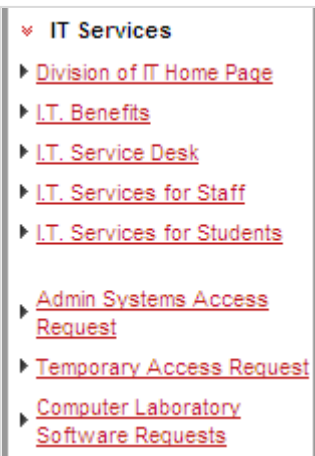 IT Services
Division of IT Home Page
I.T. Benefits
I.T. Service Desk
I.T. Services for Staff
I.T. Services for Students
Admin Systems Access
Request
Temporary Access Request
Computer Laboratory
Software Requests